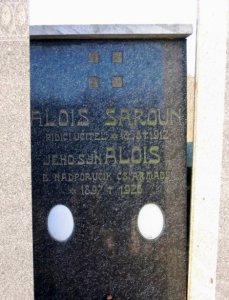 ALOIS ŠAROUN
ŘÍDÍCÍ UČITEL
JEHO SYN ALOIS
NADPORUČÍK ČS. ARMÁDY
* 1897 † 1926